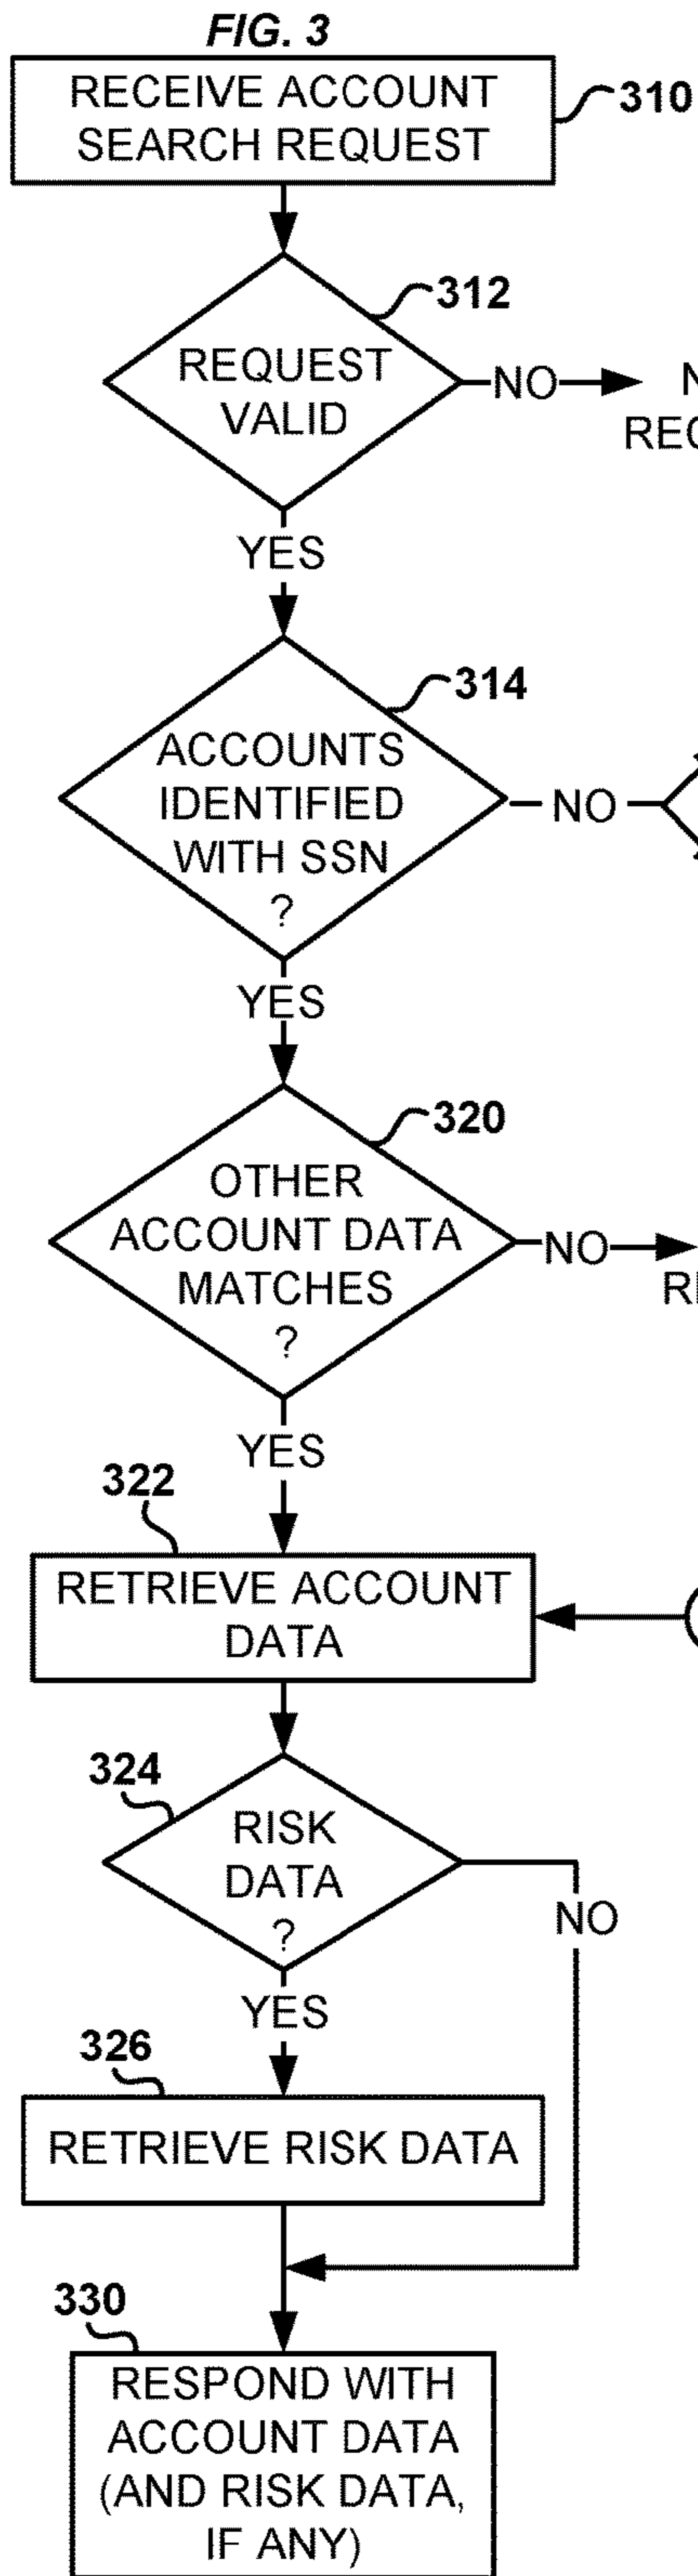 FIG. 3
RECEIVE ACCOUNT
SEARCH REQUEST
310
312
REQUEST
VALID
NO
YES
314
ACCOUNTS
IDENTIFIED
WITH SSN
?
NO
YES
320
OTHER
ACCOUNT DATA
MATCHES
?
NO
YES
322
RETRIEVE ACCOUNT
DATA
324
RISK
DATA
?
NO
YES
326
RETRIEVE RISK DATA
330
RESPOND WITH
ACCOUNT DATA
(AND RISK DATA,
IF ANY)